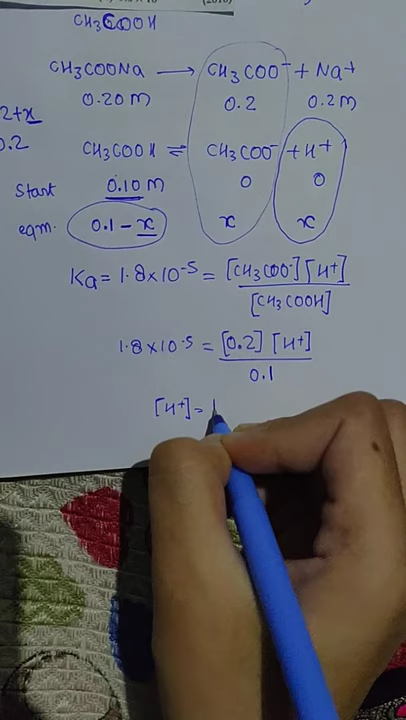 CH3COOH
CH3COONa → CH3COO⁻ + Na+
0.20 M 0.2 0.2 M
2+x
0.2
CH3COOH ⇌ CH3COO⁻ + H+
Start 0.10 M 0 0
eqm. 0.1 - x x x
Ka = 1.8×10⁻⁵ = [CH3COO⁻] [H+]
[CH3COOH]
1.8×10⁻⁵ = [0.2] [H+]
0.1
[H+] =